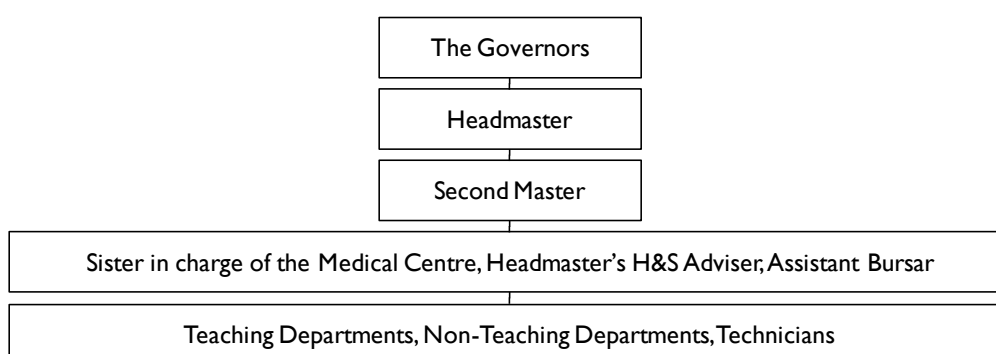 The Governors
Headmaster
Second Master
Sister in charge of the Medical Centre, Headmaster’s H&S Adviser, Assistant Bursar
Teaching Departments, Non-Teaching Departments, Technicians